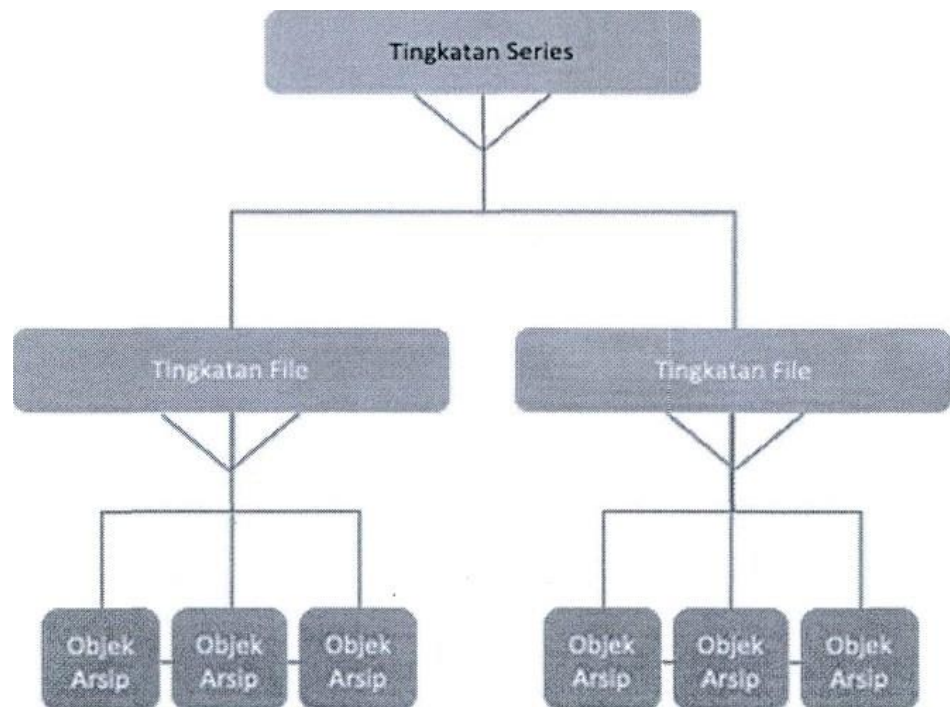 Tingkatan Series
Tingkatan File
Tingkatan File
Objek
Arsip
Objek
Arsip
Objek
Arsip
Objek
Arsip
Objek
Arsip
Objek
Arsip